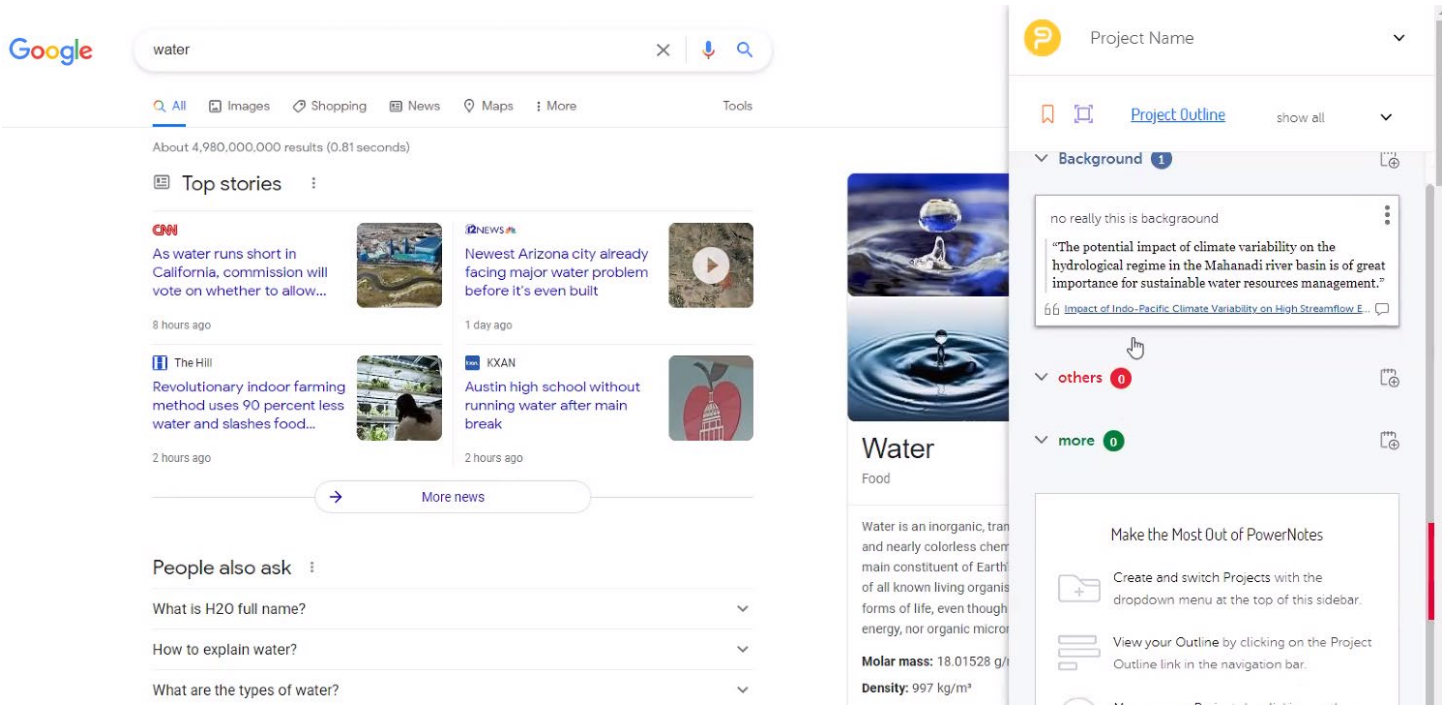 Google
water
All
Images
Shopping
News
Maps
More
Tools
About 4,980,000,000 results (0.81 seconds)
Top stories
CNN
As water runs short in
California, commission will
vote on whether to allow...
8 hours ago
12NEWS
Newest Arizona city already
facing major water problem
before it's even built
1 day ago
The Hill
Revolutionary indoor farming
method uses 90 percent less
water and slashes food...
2 hours ago
KXAN
Austin high school without
running water after main
break
2 hours ago
More news
People also ask
What is H2O full name?
How to explain water?
What are the types of water?
Water
Food
Water is an inorganic, tran
and nearly colorless chem
main constituent of Earth'
of all known living organis
forms of life, even though
energy, nor organic micror
Molar mass: 18.01528 g/
Density: 997 kg/m³
Project Name
Project Outline
show all
Background 1
no really this is backgraound
“The potential impact of climate variability on the
hydrological regime in the Mahanadi river basin is of great
importance for sustainable water resources management.”
Impact of Indo-Pacific Climate Variability on High Streamflow E...
others 0
more 0
Make the Most Out of PowerNotes
Create and switch Projects with the
dropdown menu at the top of this sidebar.
View your Outline by clicking on the Project
Outline link in the navigation bar.